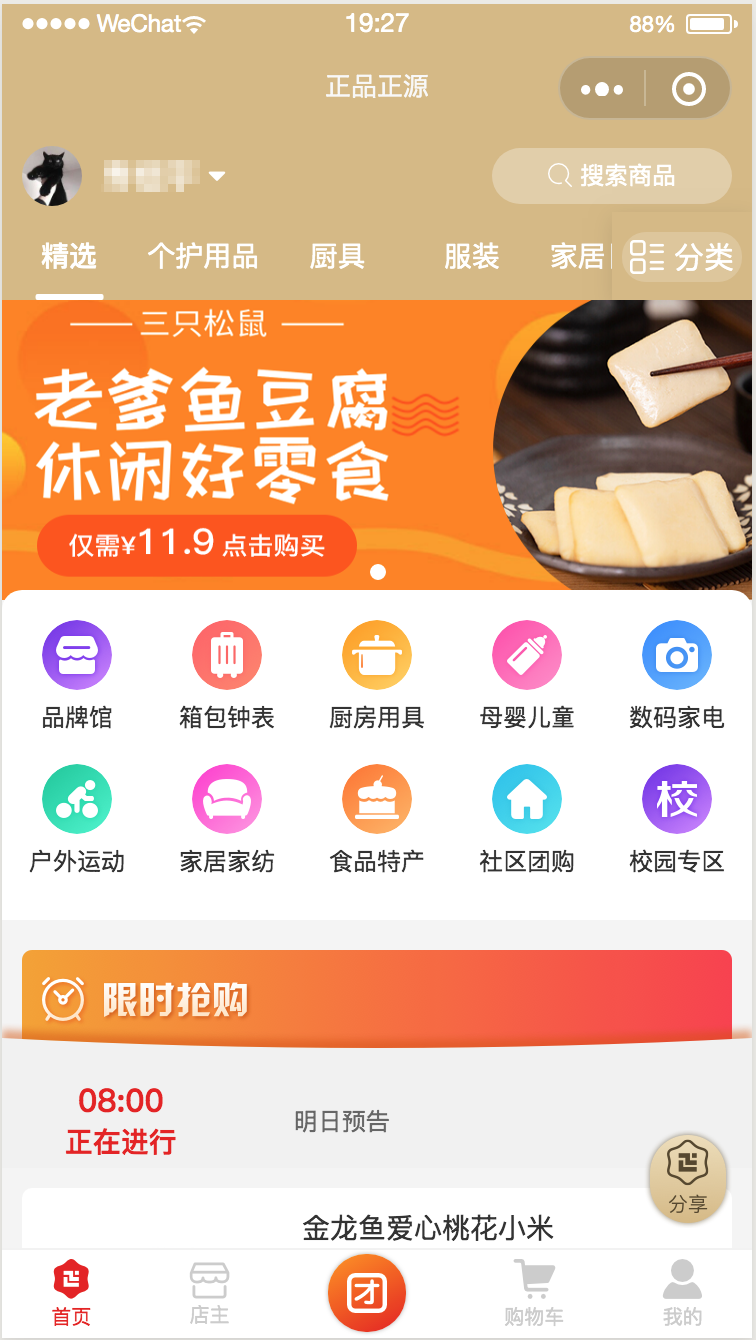 WeChat
19:27
88%
正品正源
搜索商品
精选 个护用品 厨具 服装 家居
分类
三只松鼠
老爹鱼豆腐
休闲好零食
仅需¥11.9 点击购买
品牌馆 箱包钟表 厨房用具 母婴儿童 数码家电
校
户外运动 家居家纺 食品特产 社区团购 校园专区
限时抢购
08:00
正在进行
明日预告
分享
金龙鱼爱心桃花小米
团
首页 店主 购物车 我的